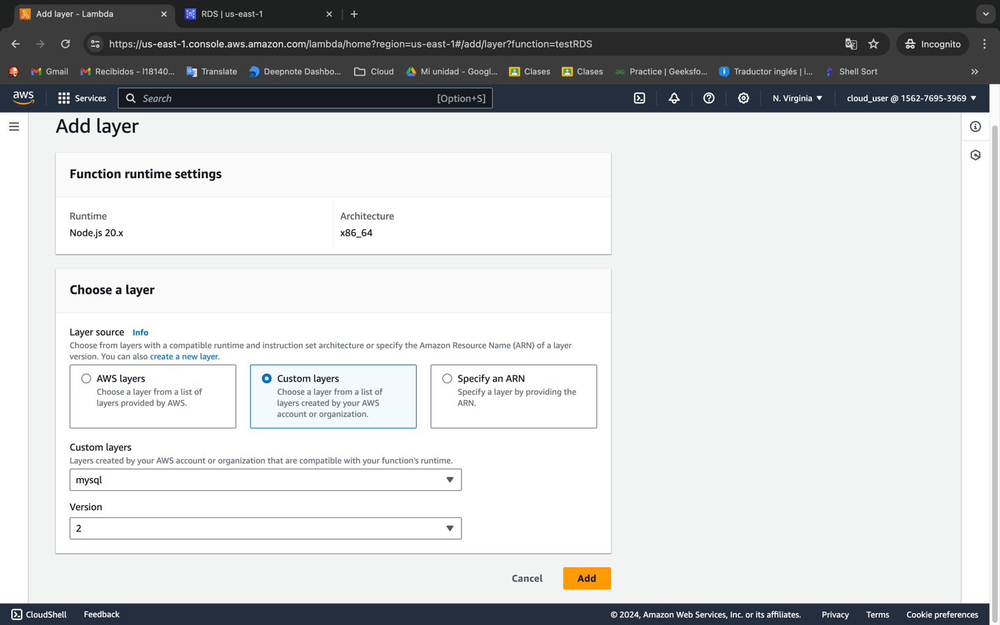 Add layer - Lambda
RDS | us-east-1
https://us-east-1.console.aws.amazon.com/lambda/home?region=us-east-1#/add/layer?function=testRDS
Incognito
Gmail
Recibidos - l18140...
Translate
Deepnote Dashbo...
Cloud
Mi unidad - Googl...
Clases
Clases
Practice | Geeksfo...
Traductor inglés | i...
Shell Sort
aws
Services
Search
[Option+S]
N. Virginia
cloud_user @ 1562-7695-3969
Add layer
Function runtime settings
Runtime
Node.js 20.x
Architecture
x86_64
Choose a layer
Layer source Info
Choose from layers with a compatible runtime and instruction set architecture or specify the Amazon Resource Name (ARN) of a layer
version. You can also create a new layer.
AWS layers
Choose a layer from a list of
layers provided by AWS.
Custom layers
Choose a layer from a list of
layers created by your AWS
account or organization.
Specify an ARN
Specify a layer by providing the
ARN.
Custom layers
Layers created by your AWS account or organization that are compatible with your function's runtime.
mysql
Version
2
Cancel
Add
CloudShell
Feedback
© 2024, Amazon Web Services, Inc. or its affiliates.
Privacy
Terms
Cookie preferences